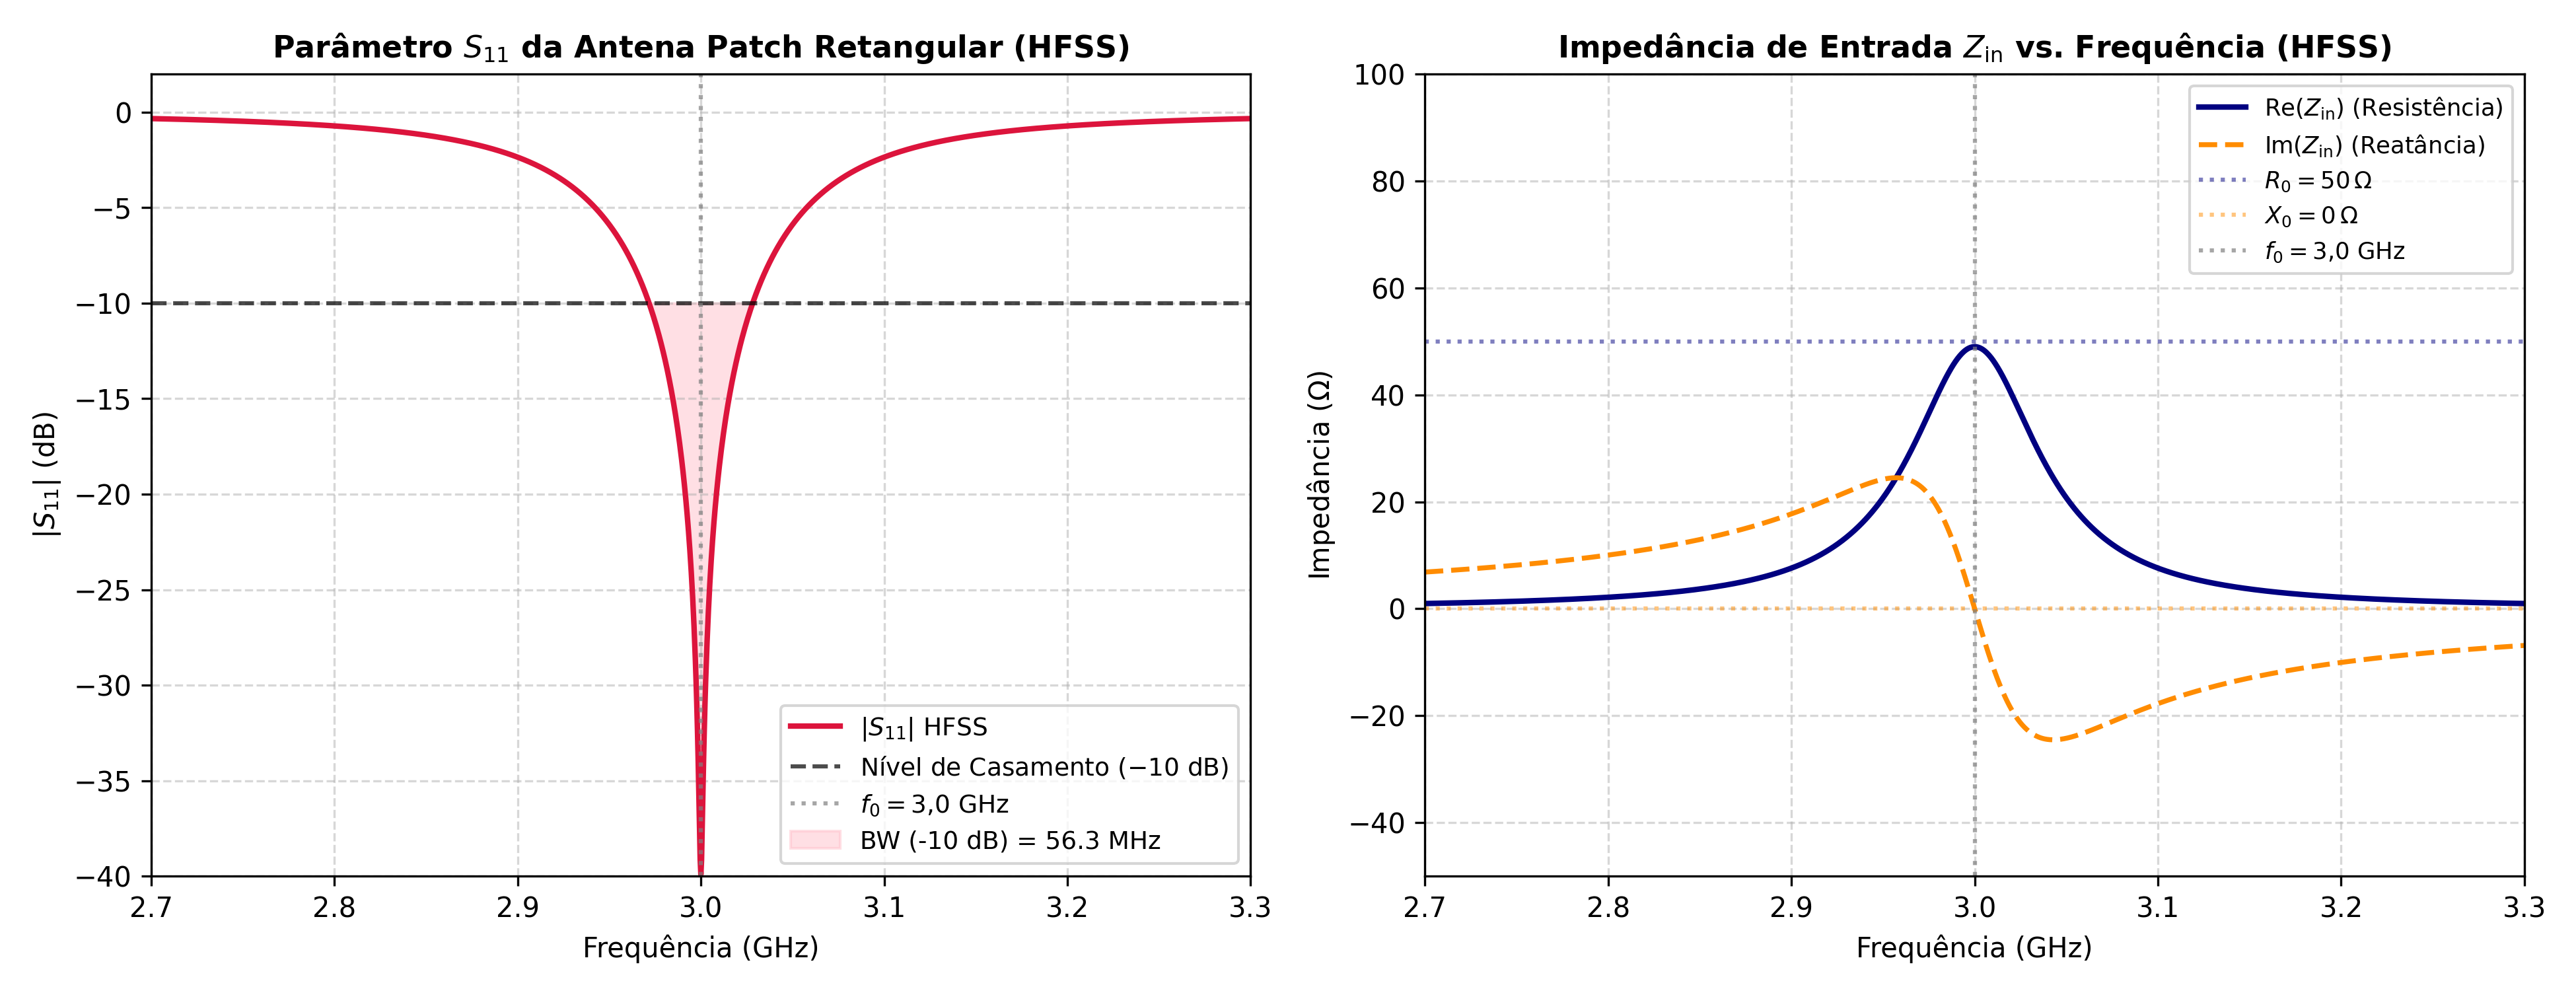 Parâmetro S₁₁ da Antena Patch Retangular (HFSS)
|S₁₁| (dB)
0
−5
−10
−15
−20
−25
−30
−35
−40
|S₁₁| HFSS
Nível de Casamento (−10 dB)
f₀ = 3,0 GHz
BW (-10 dB) = 56.3 MHz
2.7 2.8 2.9 3.0 3.1 3.2 3.3
Frequência (GHz)
Impedância de Entrada Zᵢₙ vs. Frequência (HFSS)
Impedância (Ω)
100
80
60
40
20
0
−20
−40
Re(Zᵢₙ) (Resistência)
Im(Zᵢₙ) (Reatância)
R₀ = 50 Ω
X₀ = 0 Ω
f₀ = 3,0 GHz
2.7 2.8 2.9 3.0 3.1 3.2 3.3
Frequência (GHz)